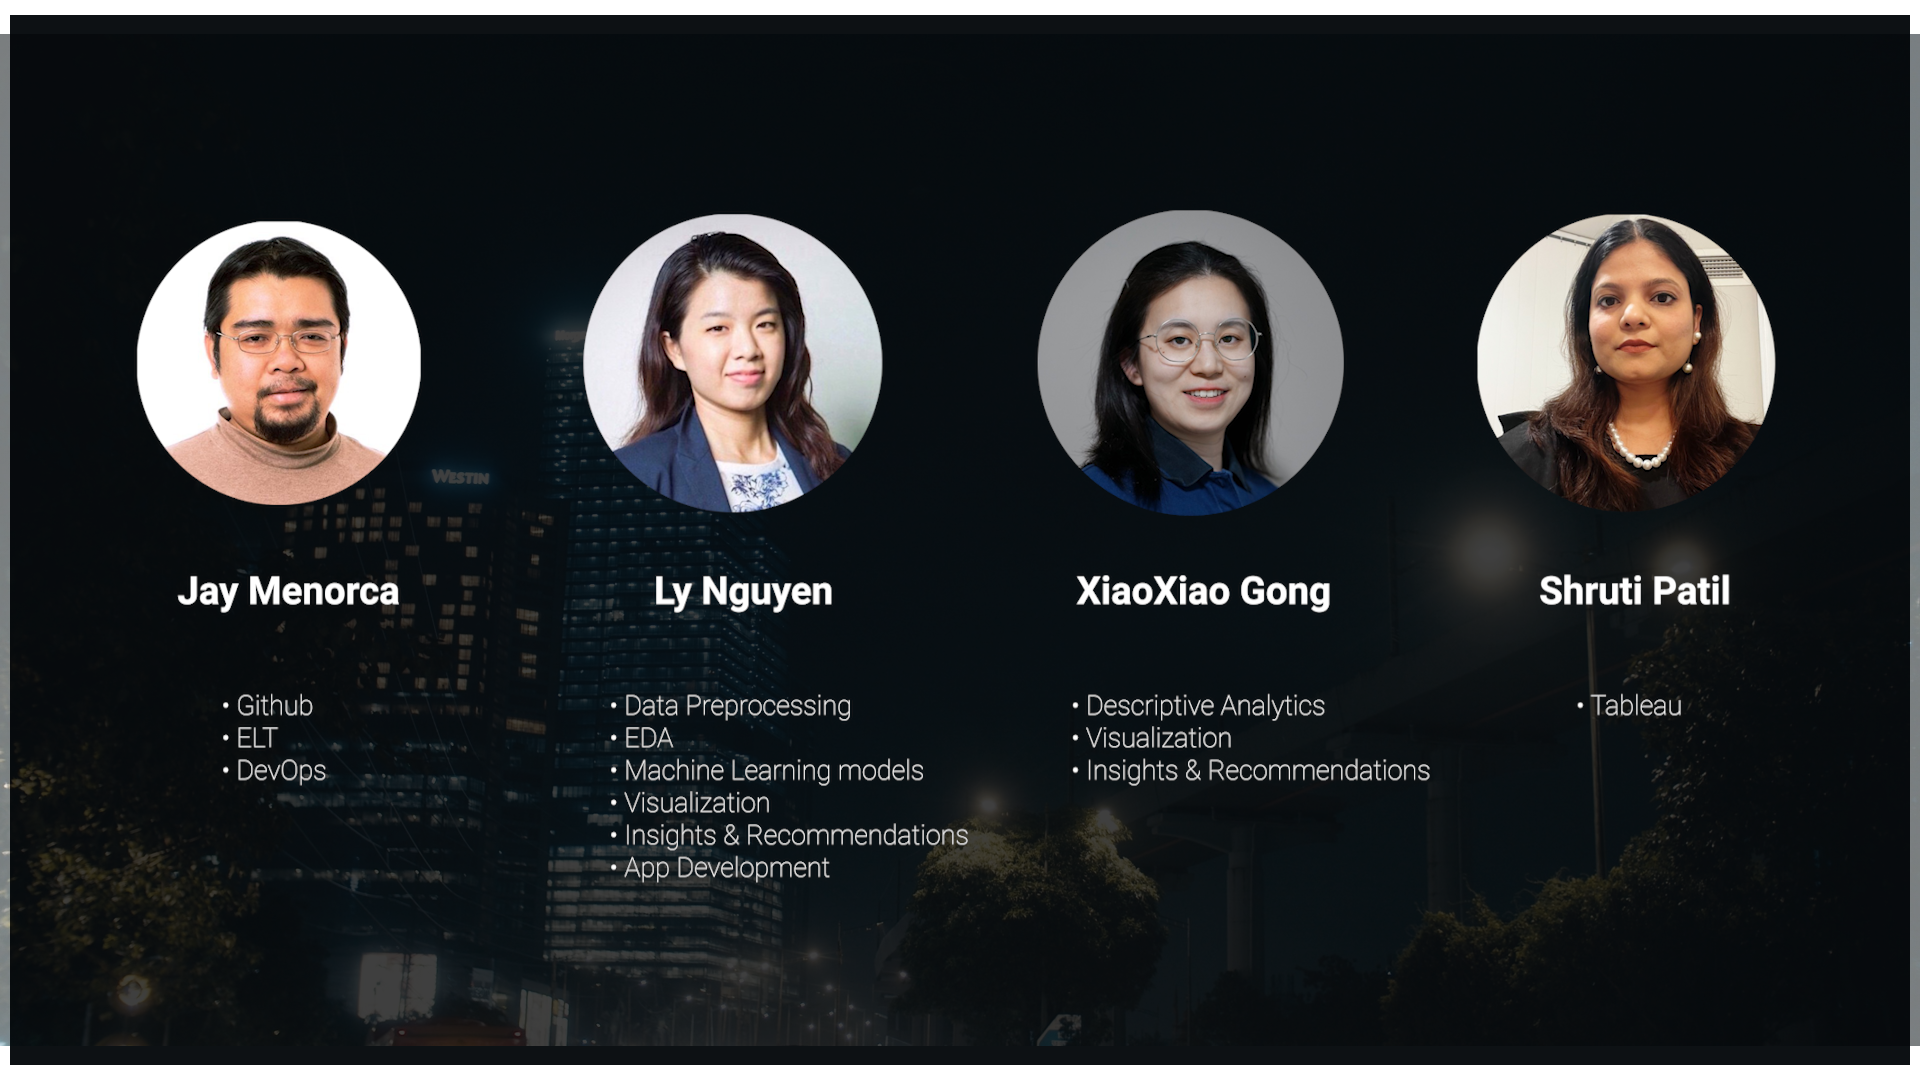 WESTIN
Jay Menorca
Github
ELT
DevOps
Ly Nguyen
Data Preprocessing
EDA
Machine Learning models
Visualization
Insights & Recommendations
App Development
XiaoXiao Gong
Descriptive Analytics
Visualization
Insights & Recommendations
Shruti Patil
Tableau